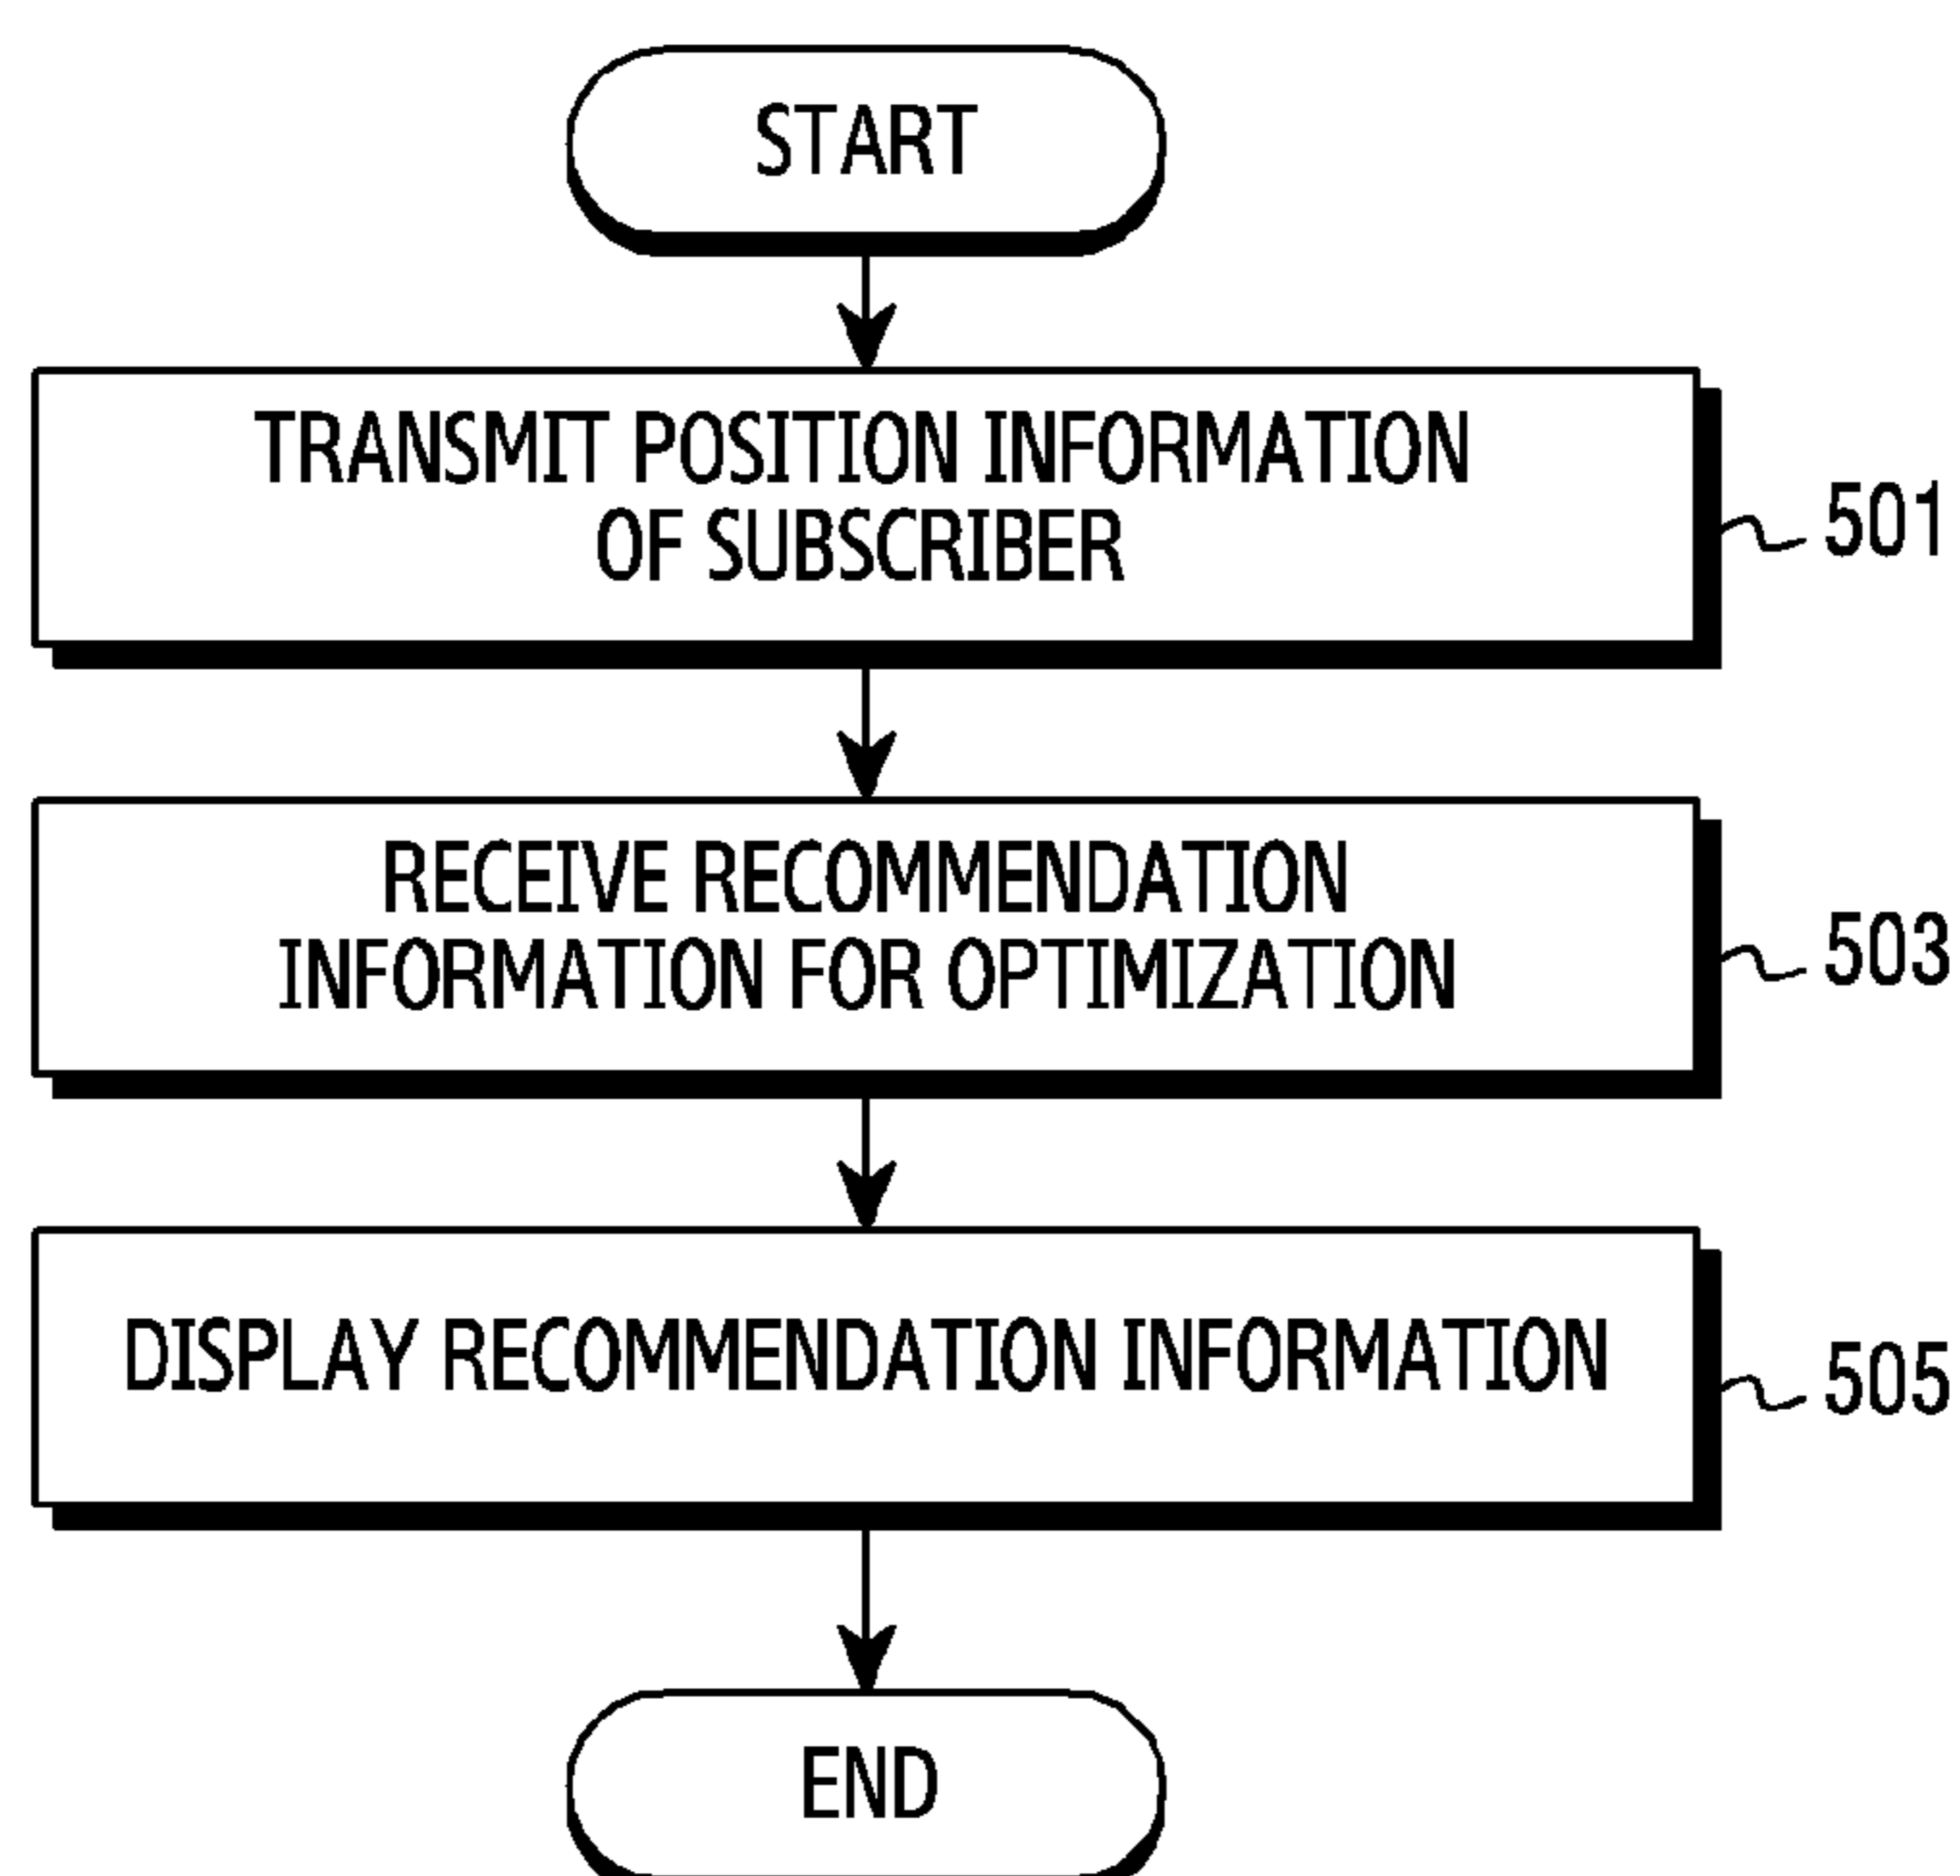 START
TRANSMIT POSITION INFORMATION
OF SUBSCRIBER
501
RECEIVE RECOMMENDATION
INFORMATION FOR OPTIMIZATION
503
DISPLAY RECOMMENDATION INFORMATION
505
END